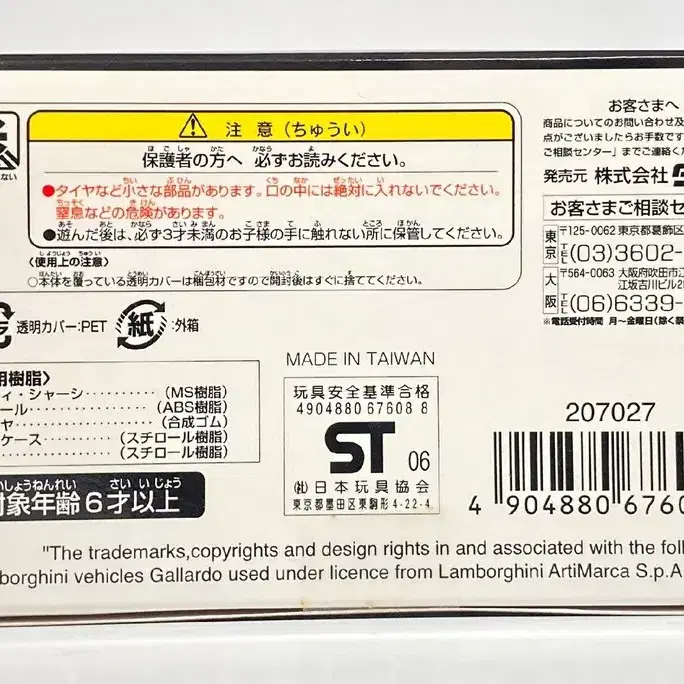 ⚠ 注意（ちゅうい）
保護者の方へ 必ずお読みください。
●タイヤなど小さな部品があります。口の中には絶対に入れないでください。
窒息などの危険があります。
●遊んだ後は、必ず3才未満のお子様の手に触れない所に保管してください。
〈使用上の注意〉
○本体を覆っている透明カバーは梱包材ですので開封後はすぐに捨ててください。
ない
透明カバー:PET 紙 :外箱
用樹脂〉
ィ・シャーシ (MS樹脂)
ール (ABS樹脂)
ヤ (合成ゴム)
ケース (スチロール樹脂)
(スチロール樹脂)
対象年齢6才以上
MADE IN TAIWAN
玩具安全基準合格
4904880 67608 8
ST 06
(社)日本玩具協会
東京都墨田区東駒形4-22-4
お客さまへ
商品についてのお問い合わせ及
点がございましたらお手数です
ご相談センター」までご連絡くだ
発売元 株式会社
お客さまご相談セ
東京 〒125-0062 東京都葛飾区
TEL (03)3602-
大阪 〒564-0063 大阪府吹田市江
江坂吉川ビル2
TEL (06)6339-
※電話受付時間 月〜金曜日(除く祭
207027
4 904880 6760
"The trademarks,copyrights and design rights in and associated with the follo
borghini vehicles Gallardo used under licence from Lamborghini ArtiMarca S.p.A